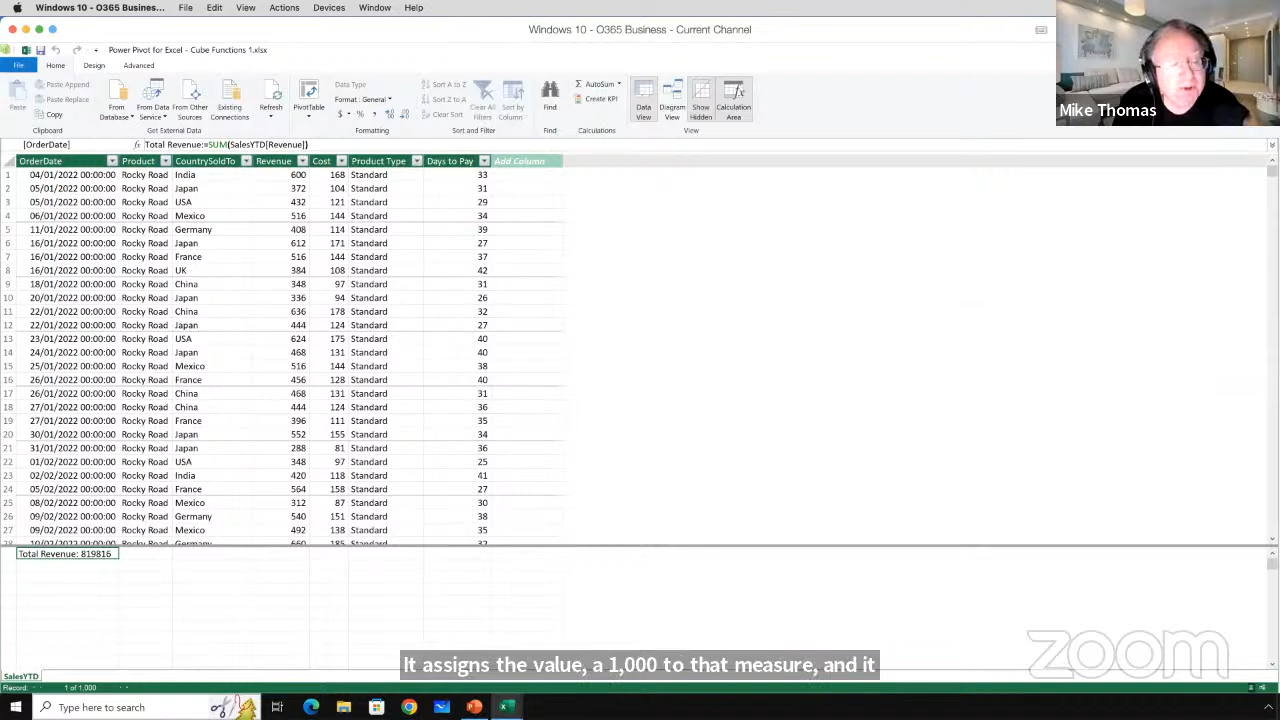 File Edit View Actions Devices Window Help
Windows 10 - O365 Busines...
Windows 10 - O365 Business - Current Channel
Mike Thomas
Power Pivot for Excel - Cube Functions 1.xlsx
File Home Design Advanced
Paste
Paste Append
Paste Replace
Copy
Clipboard
From Database
From Data Service
From Other Sources
Existing Connections
Get External Data
Refresh
PivotTable
Data Type
Format : General
$ %
Formatting
Sort A to Z
Sort Z to A
Clear Sort
Clear All Filters
Sort by Column
Sort and Filter
Find
Find
AutoSum
Create KPI
Calculations
Data View
Diagram View
Show Hidden
Calculation Area
View
[OrderDate] fx Total Revenue:=SUM(SalesYTD[Revenue])
OrderDate Product CountrySoldTo Revenue Cost Product Type Days to Pay Add Column
1 04/01/2022 00:00:00 Rocky Road India 600 168 Standard 33
2 05/01/2022 00:00:00 Rocky Road Japan 372 104 Standard 31
3 05/01/2022 00:00:00 Rocky Road USA 432 121 Standard 29
4 06/01/2022 00:00:00 Rocky Road Mexico 516 144 Standard 34
5 11/01/2022 00:00:00 Rocky Road Germany 408 114 Standard 39
6 16/01/2022 00:00:00 Rocky Road Japan 612 171 Standard 27
7 16/01/2022 00:00:00 Rocky Road France 516 144 Standard 37
8 16/01/2022 00:00:00 Rocky Road UK 384 108 Standard 42
9 18/01/2022 00:00:00 Rocky Road China 348 97 Standard 31
10 20/01/2022 00:00:00 Rocky Road Japan 336 94 Standard 26
11 22/01/2022 00:00:00 Rocky Road China 636 178 Standard 32
12 22/01/2022 00:00:00 Rocky Road Japan 444 124 Standard 27
13 23/01/2022 00:00:00 Rocky Road USA 624 175 Standard 40
14 24/01/2022 00:00:00 Rocky Road Japan 468 131 Standard 40
15 25/01/2022 00:00:00 Rocky Road Mexico 516 144 Standard 38
16 26/01/2022 00:00:00 Rocky Road France 456 128 Standard 40
17 26/01/2022 00:00:00 Rocky Road China 468 131 Standard 31
18 27/01/2022 00:00:00 Rocky Road China 444 124 Standard 36
19 27/01/2022 00:00:00 Rocky Road France 396 111 Standard 35
20 30/01/2022 00:00:00 Rocky Road Japan 552 155 Standard 34
21 31/01/2022 00:00:00 Rocky Road Japan 288 81 Standard 36
22 01/02/2022 00:00:00 Rocky Road USA 348 97 Standard 25
23 02/02/2022 00:00:00 Rocky Road India 420 118 Standard 41
24 05/02/2022 00:00:00 Rocky Road France 564 158 Standard 27
25 08/02/2022 00:00:00 Rocky Road Mexico 312 87 Standard 30
26 09/02/2022 00:00:00 Rocky Road Germany 540 151 Standard 38
27 09/02/2022 00:00:00 Rocky Road Mexico 492 138 Standard 35
28 10/02/2022 00:00:00 Rocky Road Germany 660 185 Standard 32
Total Revenue: 819816
zoom
It assigns the value, a 1,000 to that measure, and it
SalesYTD
Record: 1 of 1,000
Type here to search